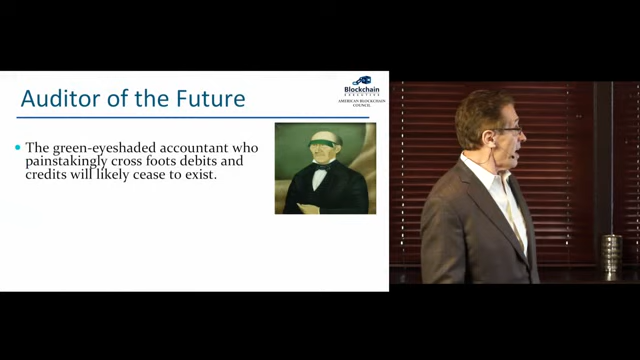 Auditor of the Future
Blockchain
EXECUTIVE
AMERICAN BLOCKCHAIN
COUNCIL
• The green-eyeshaded accountant who
painstakingly cross foots debits and
credits will likely cease to exist.